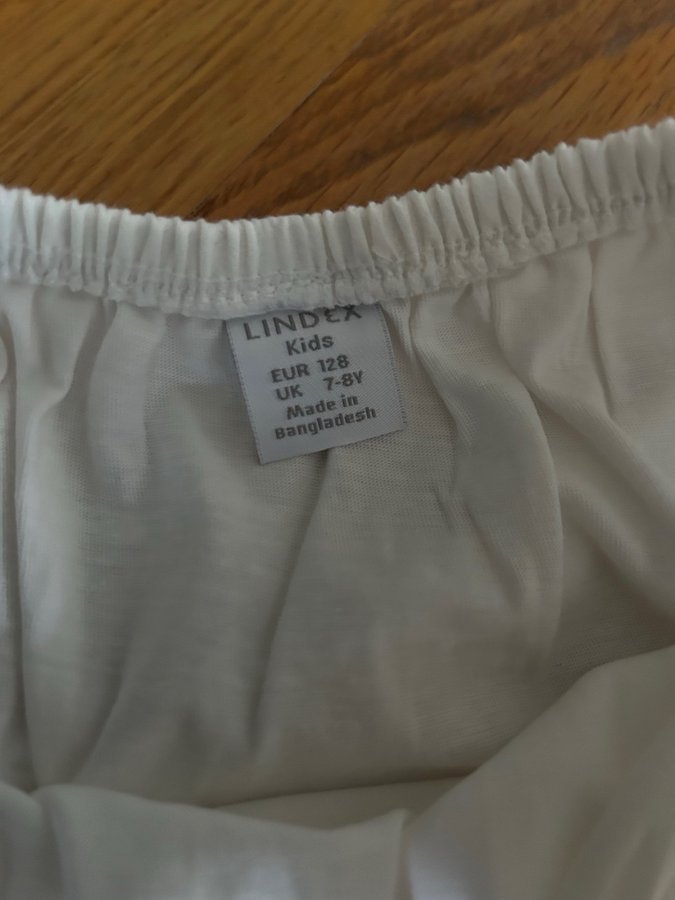 LINDEX
Kids
EUR 128
UK 7-8Y
Made in
Bangladesh